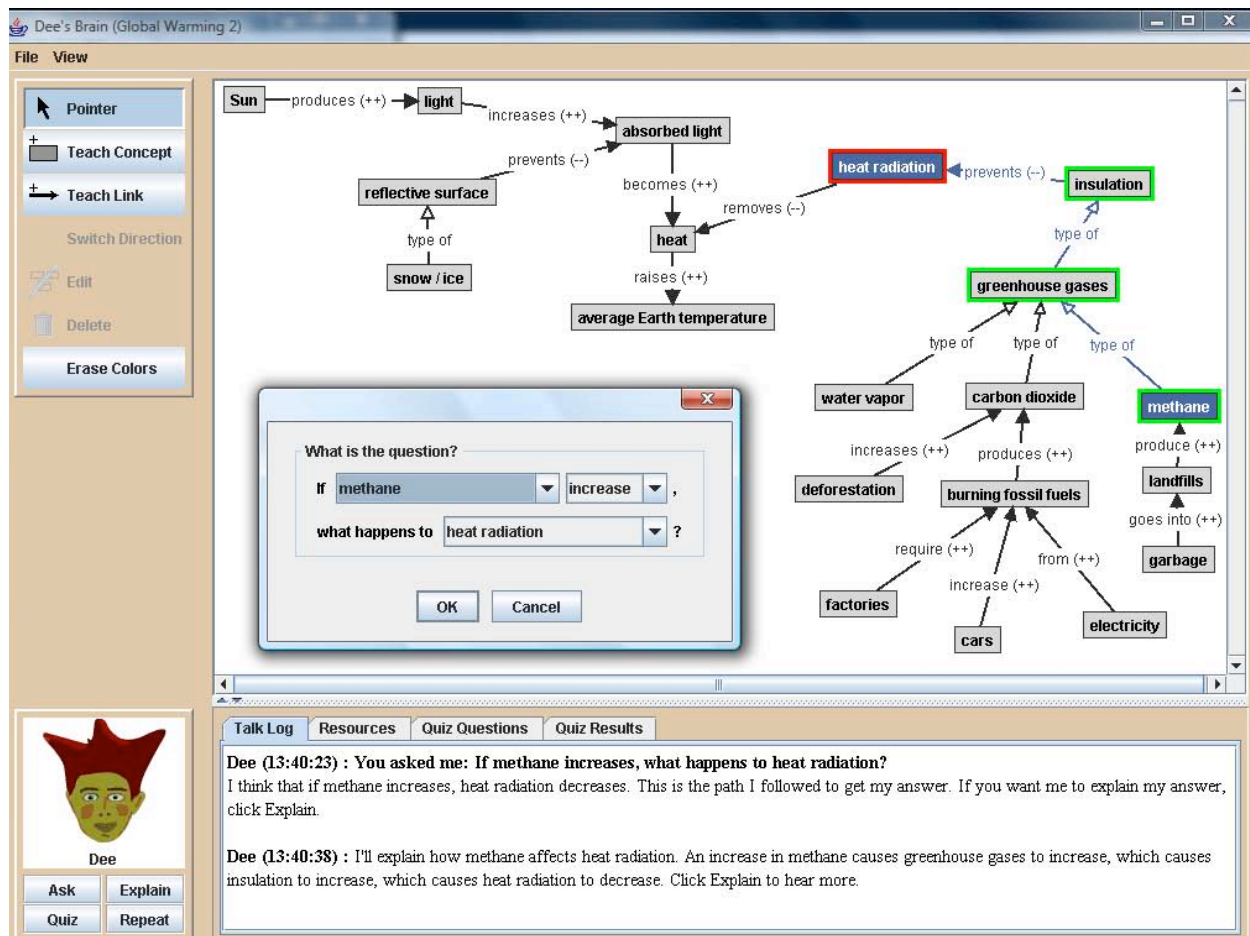 Dee's Brain (Global Warming 2)
File View
Pointer
Teach Concept
Teach Link
Switch Direction
Edit
Delete
Erase Colors
Sun
produces (++)
light
increases (++)
absorbed light
prevents (--)
reflective surface
type of
snow / ice
becomes (++)
heat
raises (++)
average Earth temperature
removes (--)
heat radiation
prevents (--)
insulation
type of
greenhouse gases
type of
type of
type of
water vapor
carbon dioxide
methane
increases (++)
produces (++)
produce (++)
deforestation
burning fossil fuels
landfills
goes into (++)
garbage
require (++)
increase (++)
from (++)
factories
cars
electricity
What is the question?
If methane increase ,
what happens to heat radiation ?
OK Cancel
Dee
Ask Explain
Quiz Repeat
Talk Log Resources Quiz Questions Quiz Results
Dee (13:40:23) : You asked me: If methane increases, what happens to heat radiation?
I think that if methane increases, heat radiation decreases. This is the path I followed to get my answer. If you want me to explain my answer,
click Explain.
Dee (13:40:38) : I'll explain how methane affects heat radiation. An increase in methane causes greenhouse gases to increase, which causes
insulation to increase, which causes heat radiation to decrease. Click Explain to hear more.